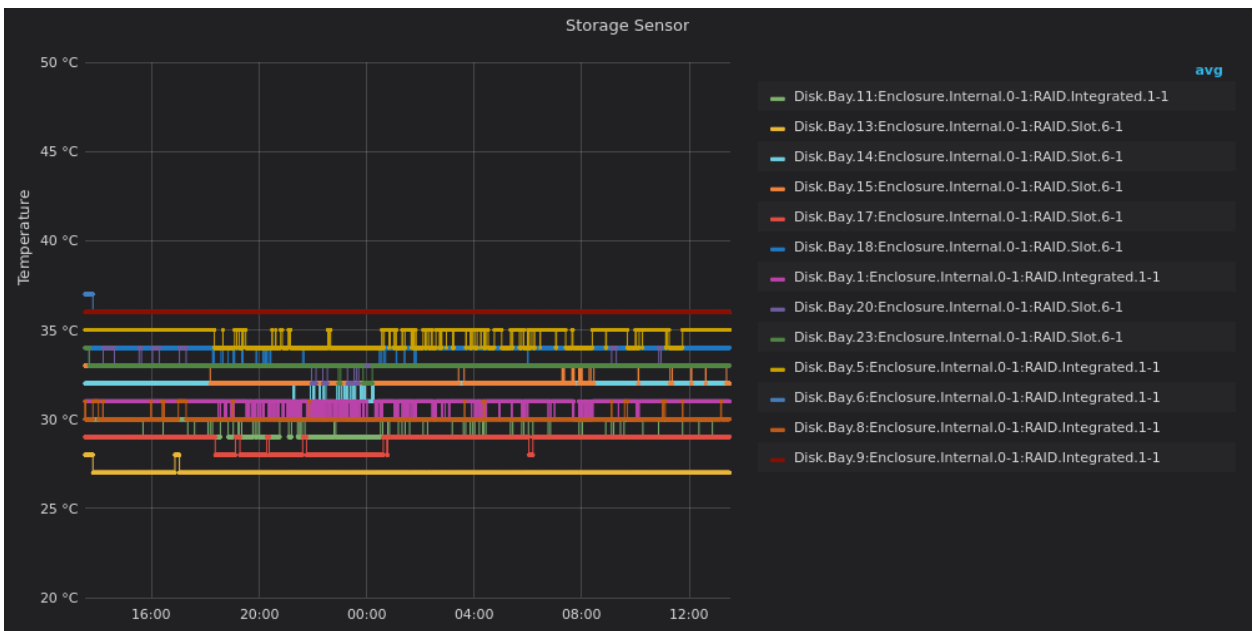 Storage Sensor
50 °C
45 °C
40 °C
35 °C
30 °C
25 °C
20 °C
Temperature
16:00 20:00 00:00 04:00 08:00 12:00
avg
Disk.Bay.11:Enclosure.Internal.0-1:RAID.Integrated.1-1
Disk.Bay.13:Enclosure.Internal.0-1:RAID.Slot.6-1
Disk.Bay.14:Enclosure.Internal.0-1:RAID.Slot.6-1
Disk.Bay.15:Enclosure.Internal.0-1:RAID.Slot.6-1
Disk.Bay.17:Enclosure.Internal.0-1:RAID.Slot.6-1
Disk.Bay.18:Enclosure.Internal.0-1:RAID.Slot.6-1
Disk.Bay.1:Enclosure.Internal.0-1:RAID.Integrated.1-1
Disk.Bay.20:Enclosure.Internal.0-1:RAID.Slot.6-1
Disk.Bay.23:Enclosure.Internal.0-1:RAID.Slot.6-1
Disk.Bay.5:Enclosure.Internal.0-1:RAID.Integrated.1-1
Disk.Bay.6:Enclosure.Internal.0-1:RAID.Integrated.1-1
Disk.Bay.8:Enclosure.Internal.0-1:RAID.Integrated.1-1
Disk.Bay.9:Enclosure.Internal.0-1:RAID.Integrated.1-1